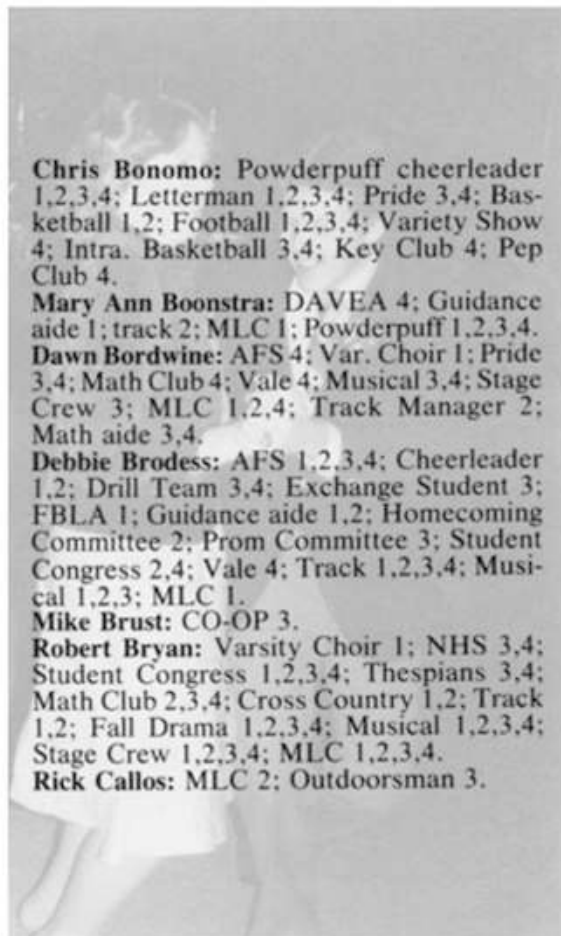 Chris Bonomo: Powderpuff cheerleader
1,2,3,4; Letterman 1,2,3,4; Pride 3,4; Bas-
ketball 1,2; Football 1,2,3,4; Variety Show
4; Intra. Basketball 3,4; Key Club 4; Pep
Club 4.
Mary Ann Boonstra: DAVEA 4; Guidance
aide 1; track 2; MLC 1; Powderpuff 1,2,3,4.
Dawn Bordwine: AFS 4; Var. Choir 1; Pride
3,4; Math Club 4; Vale 4; Musical 3,4; Stage
Crew 3; MLC 1,2,4; Track Manager 2;
Math aide 3,4.
Debbie Brodess: AFS 1,2,3,4; Cheerleader
1,2; Drill Team 3,4; Exchange Student 3;
FBLA 1; Guidance aide 1,2; Homecoming
Committee 2; Prom Committee 3; Student
Congress 2,4; Vale 4; Track 1,2,3,4; Musi-
cal 1,2,3; MLC 1.
Mike Brust: CO-OP 3.
Robert Bryan: Varsity Choir 1; NHS 3,4;
Student Congress 1,2,3,4; Thespians 3,4;
Math Club 2,3,4; Cross Country 1,2; Track
1,2; Fall Drama 1,2,3,4; Musical 1,2,3,4;
Stage Crew 1,2,3,4; MLC 1,2,3,4.
Rick Callos: MLC 2; Outdoorsman 3.